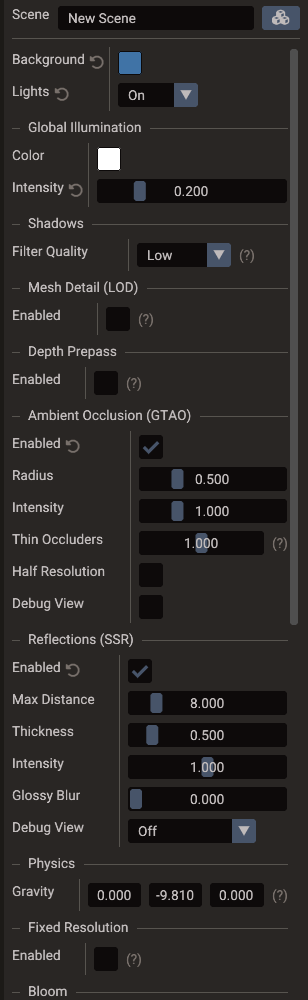 Scene New Scene
Background
Lights On
Global Illumination
Color
Intensity 0.200
Shadows
Filter Quality Low (?)
Mesh Detail (LOD)
Enabled (?)
Depth Prepass
Enabled (?)
Ambient Occlusion (GTAO)
Enabled
Radius 0.500
Intensity 1.000
Thin Occluders 1.000 (?)
Half Resolution
Debug View
Reflections (SSR)
Enabled
Max Distance 8.000
Thickness 0.500
Intensity 1.000
Glossy Blur 0.000
Debug View Off
Physics
Gravity 0.000 -9.810 0.000 (?)
Fixed Resolution
Enabled (?)
Bloom